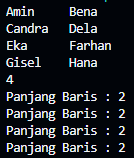 Amin    Bena
Candra  Dela
Eka     Farhan
Gisel   Hana
4
Panjang Baris : 2
Panjang Baris : 2
Panjang Baris : 2
Panjang Baris : 2